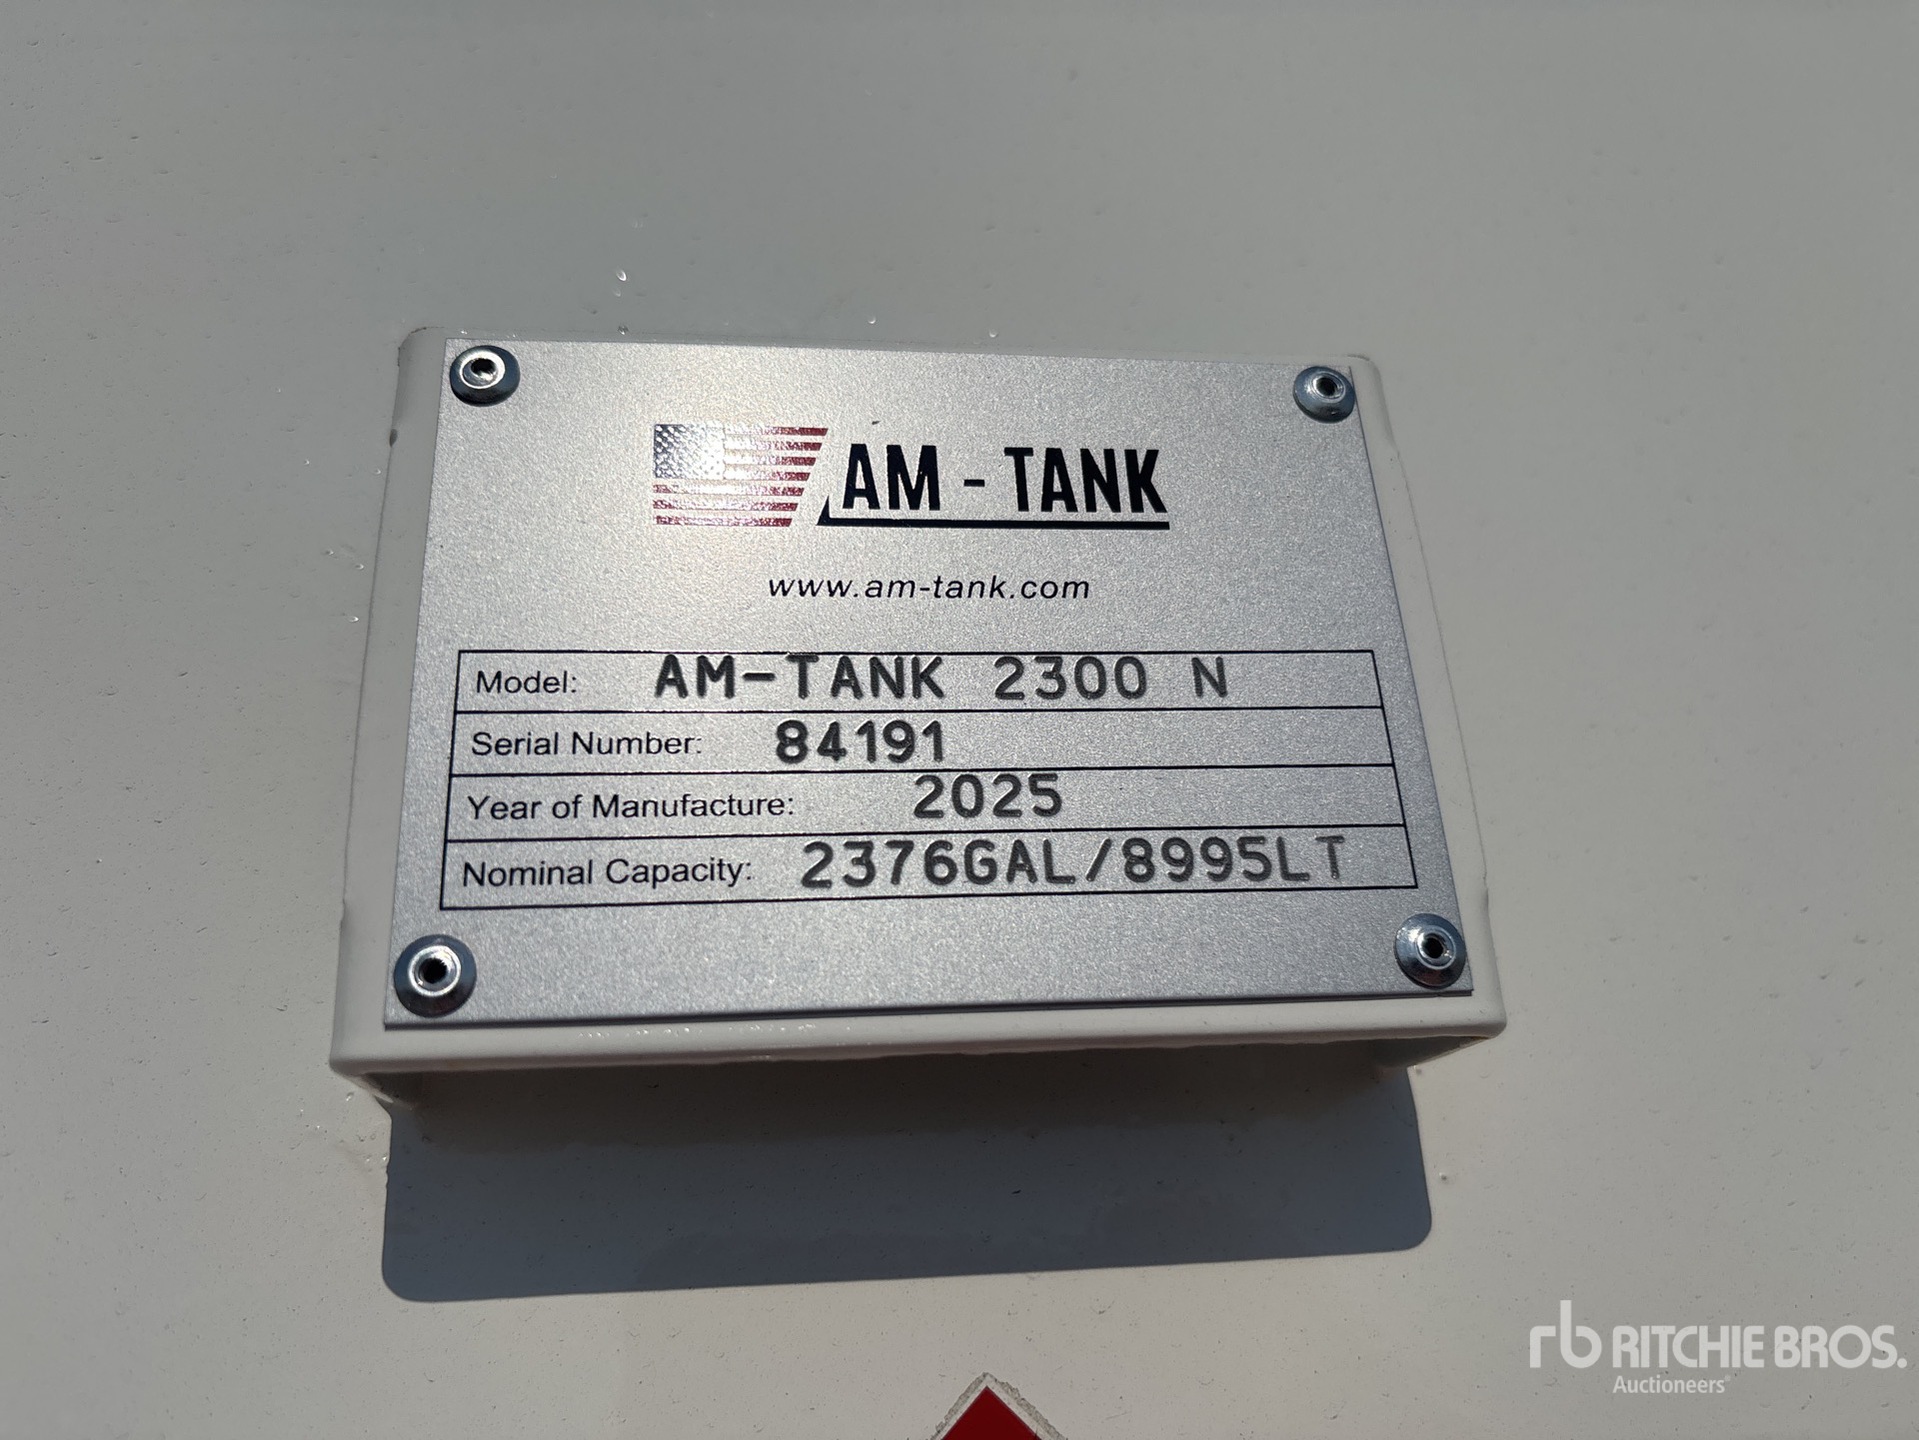 AM - TANK
www.am-tank.com
Model: AM-TANK 2300 N
Serial Number: 84191
Year of Manufacture: 2025
Nominal Capacity: 2376GAL/8995LT
rb RITCHIE BROS.
Auctioneers